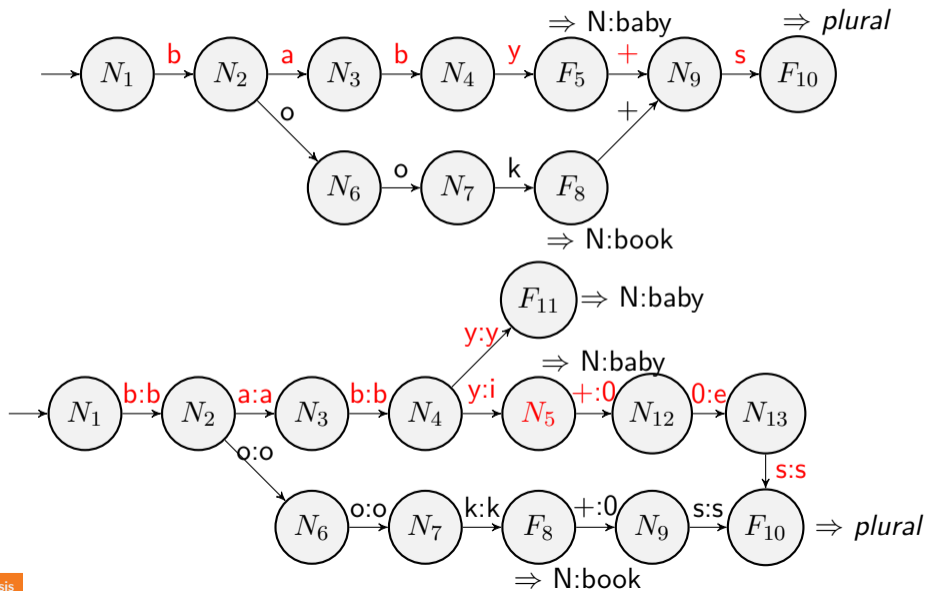 ⇒ N:baby
⇒ plural
b a b y + s
N₁ N₂ N₃ N₄ F₅ N₉ F₁₀
o +
o k
N₆ N₇ F₈
⇒ N:book
F₁₁ ⇒ N:baby
y:y
⇒ N:baby
b:b a:a b:b y:i +:0 0:e
N₁ N₂ N₃ N₄ N₅ N₁₂ N₁₃
o:o
s:s
o:o k:k +:0 s:s
N₆ N₇ F₈ N₉ F₁₀ ⇒ plural
⇒ N:book
sis